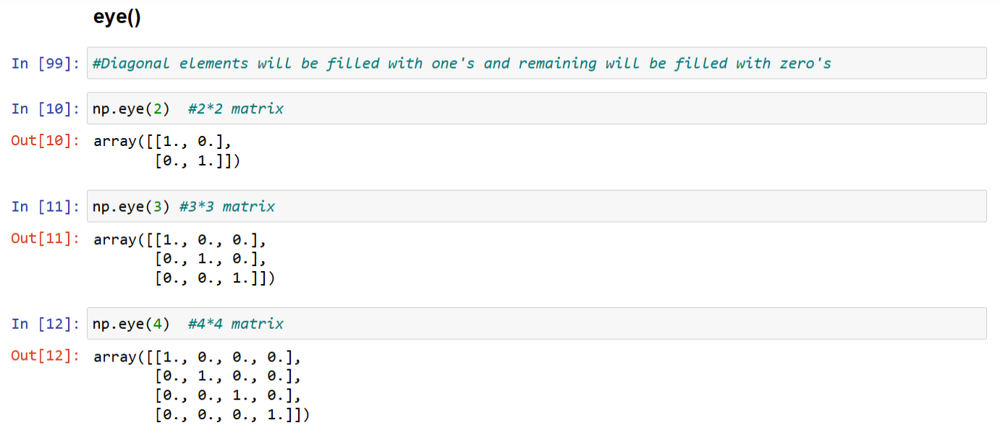 eye()
In [99]: #Diagonal elements will be filled with one's and remaining will be filled with zero's
In [10]: np.eye(2)  #2*2 matrix
Out[10]: array([[1., 0.],
       [0., 1.]])
In [11]: np.eye(3) #3*3 matrix
Out[11]: array([[1., 0., 0.],
       [0., 1., 0.],
       [0., 0., 1.]])
In [12]: np.eye(4)  #4*4 matrix
Out[12]: array([[1., 0., 0., 0.],
       [0., 1., 0., 0.],
       [0., 0., 1., 0.],
       [0., 0., 0., 1.]])